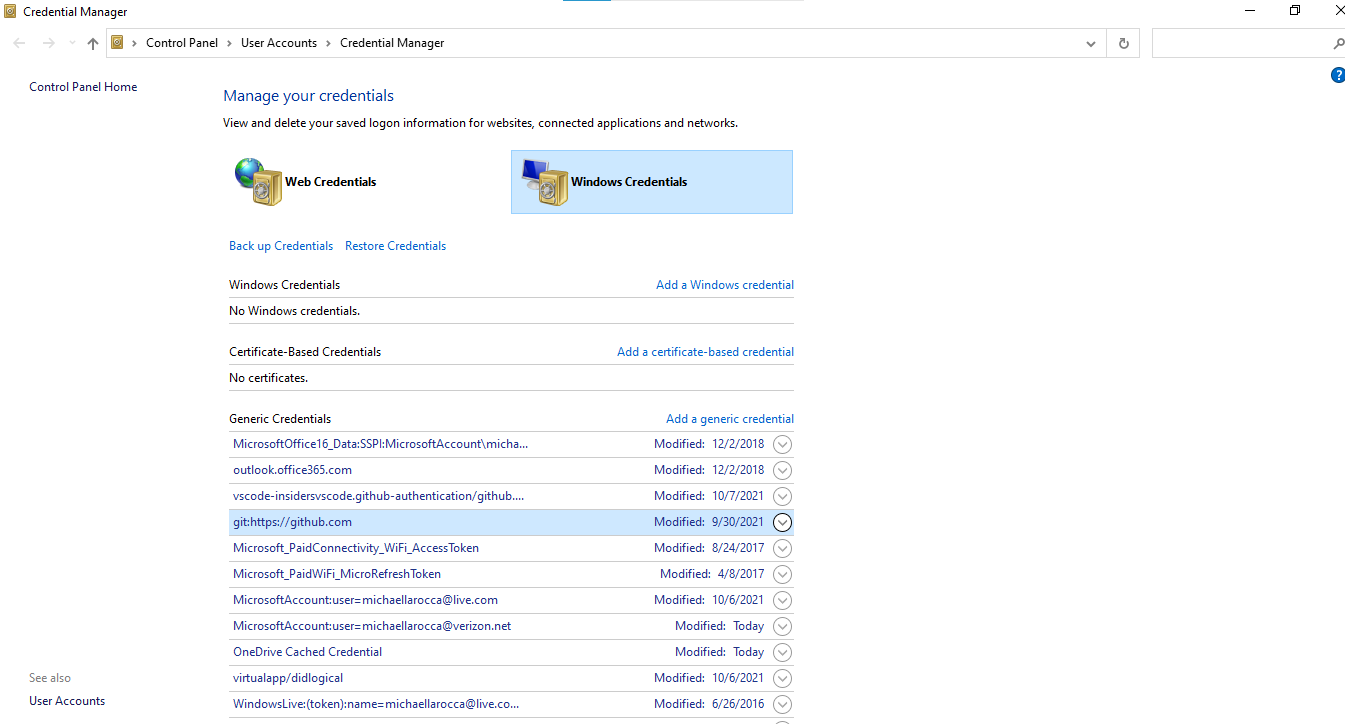 Credential Manager
Control Panel > User Accounts > Credential Manager
?
Control Panel Home
Manage your credentials
View and delete your saved logon information for websites, connected applications and networks.
Web Credentials
Windows Credentials
Back up Credentials Restore Credentials
Windows Credentials Add a Windows credential
No Windows credentials.
Certificate-Based Credentials Add a certificate-based credential
No certificates.
Generic Credentials Add a generic credential
MicrosoftOffice16_Data:SSPI:MicrosoftAccount\micha... Modified: 12/2/2018
outlook.office365.com Modified: 12/2/2018
vscode-insidersvscode.github-authentication/github.... Modified: 10/7/2021
git:https://github.com Modified: 9/30/2021
Microsoft_PaidConnectivity_WiFi_AccessToken Modified: 8/24/2017
Microsoft_PaidWiFi_MicroRefreshToken Modified: 4/8/2017
MicrosoftAccount:user=michaellarocca@live.com Modified: 10/6/2021
MicrosoftAccount:user=michaellarocca@verizon.net Modified: Today
OneDrive Cached Credential Modified: Today
virtualapp/didlogical Modified: 10/6/2021
WindowsLive:(token):name=michaellarocca@live.co... Modified: 6/26/2016
See also
User Accounts